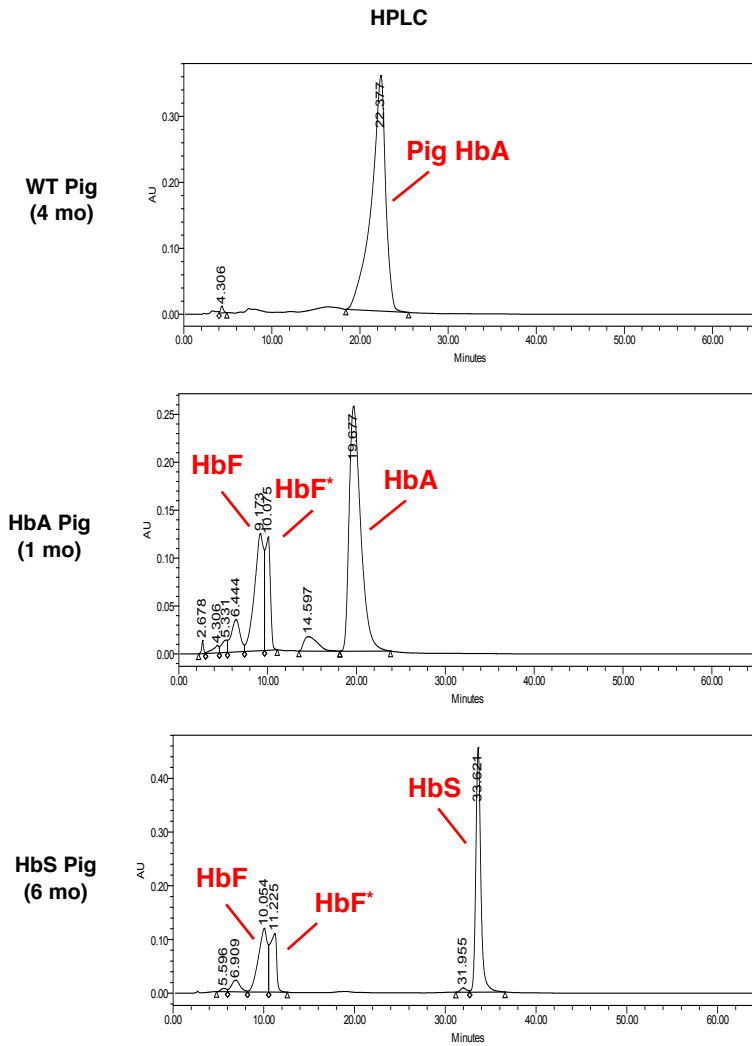 HPLC
WT Pig
(4 mo)
AU
0.30
0.20
0.10
0.00
4.306
22.377
Pig HbA
0.00 10.00 20.00 30.00 40.00 50.00 60.00
Minutes
HbA Pig
(1 mo)
AU
0.25
0.20
0.15
0.10
0.05
0.00
2.678
4.306
5.331
6.444
9.173
10.075
14.597
19.677
HbF
HbF*
HbA
0.00 10.00 20.00 30.00 40.00 50.00 60.00
Minutes
HbS Pig
(6 mo)
AU
0.40
0.30
0.20
0.10
0.00
5.596
6.909
10.054
11.225
31.955
33.621
HbF
HbF*
HbS
0.00 10.00 20.00 30.00 40.00 50.00 60.00
Minutes